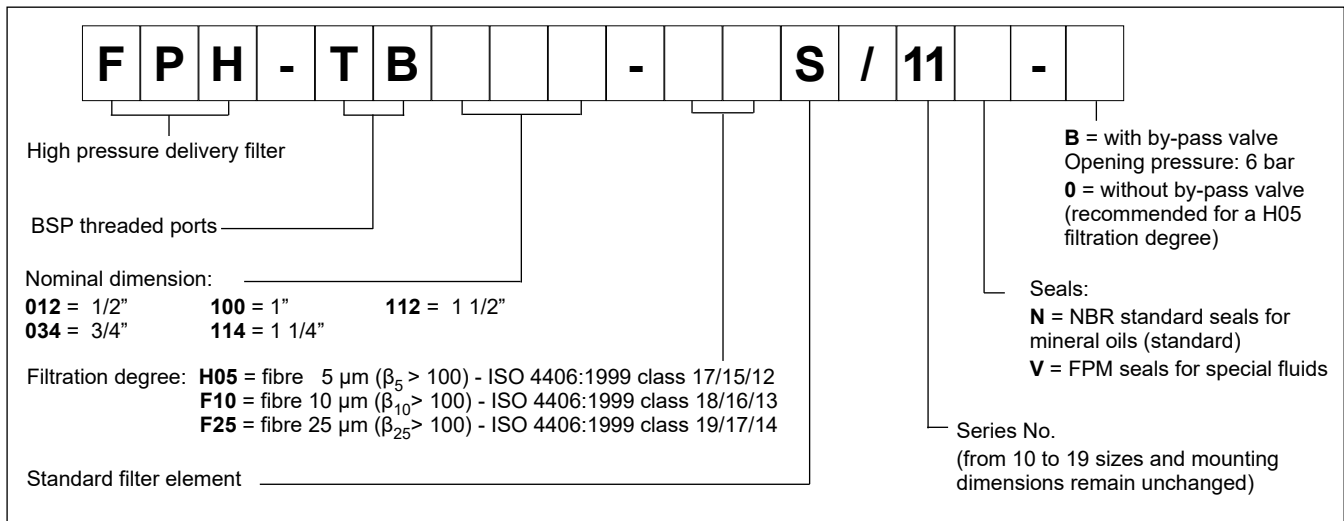 F P H - T B - S / 11 -
High pressure delivery filter
BSP threaded ports
Nominal dimension:
012 = 1/2” 100 = 1” 112 = 1 1/2”
034 = 3/4” 114 = 1 1/4”
Filtration degree: H05 = fibre 5 µm (β5 > 100) - ISO 4406:1999 class 17/15/12
F10 = fibre 10 µm (β10> 100) - ISO 4406:1999 class 18/16/13
F25 = fibre 25 µm (β25> 100) - ISO 4406:1999 class 19/17/14
Standard filter element
B = with by-pass valve
Opening pressure: 6 bar
0 = without by-pass valve
(recommended for a H05
filtration degree)
Seals:
N = NBR standard seals for
mineral oils (standard)
V = FPM seals for special fluids
Series No.
(from 10 to 19 sizes and mounting
dimensions remain unchanged)